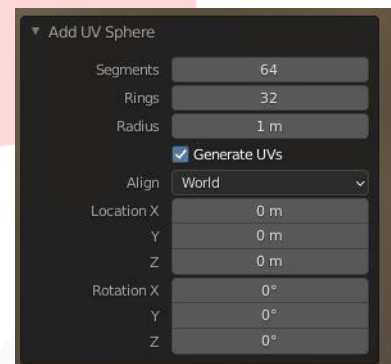 Add UV Sphere
Segments 64
Rings 32
Radius 1 m
Generate UVs
Align World
Location X 0 m
Y 0 m
Z 0 m
Rotation X 0°
Y 0°
Z 0°